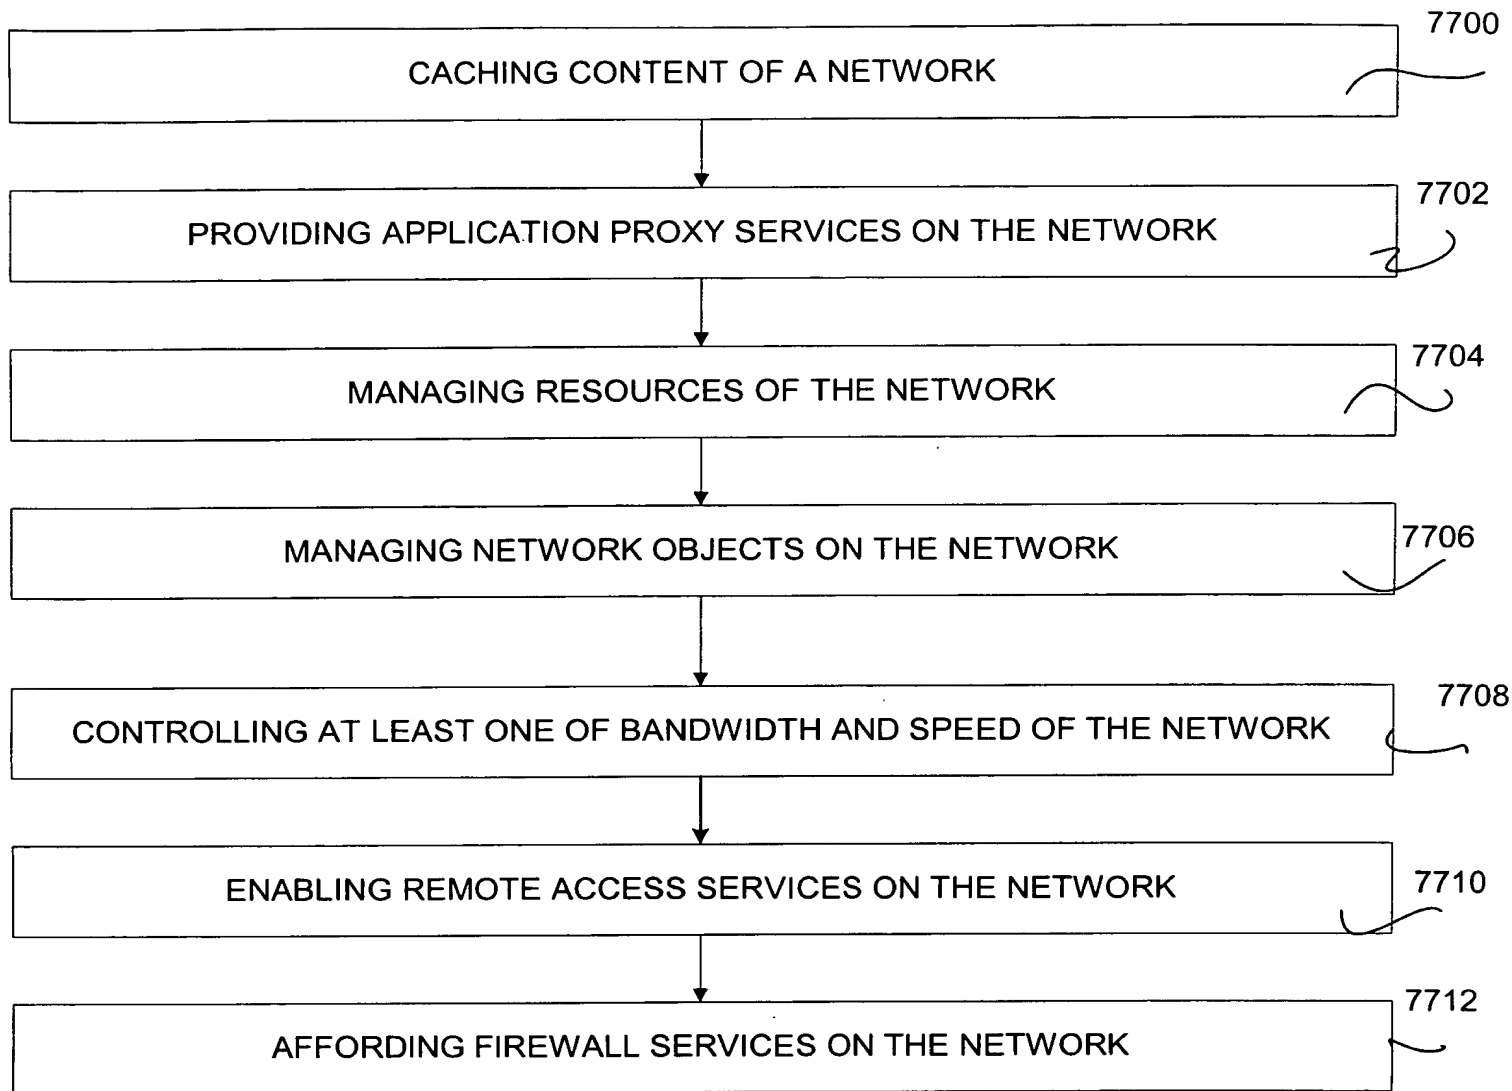 7700
CACHING CONTENT OF A NETWORK
7702
PROVIDING APPLICATION PROXY SERVICES ON THE NETWORK
7704
MANAGING RESOURCES OF THE NETWORK
7706
MANAGING NETWORK OBJECTS ON THE NETWORK
7708
CONTROLLING AT LEAST ONE OF BANDWIDTH AND SPEED OF THE NETWORK
7710
ENABLING REMOTE ACCESS SERVICES ON THE NETWORK
7712
AFFORDING FIREWALL SERVICES ON THE NETWORK